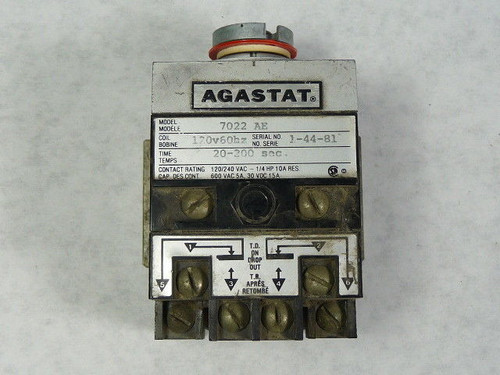 AGASTAT®
MODEL
MODELE 7022 AE
COIL
BOBINE 120v60hz SERIAL NO.
NO. SERIE 1-44-81
TIME
TEMPS 20-200 sec.
CONTACT RATING 120/240 VAC - 1/4 HP 10A RES
CAP. DES CONT. 600 VAC 5A, 30 VDC 15A
T.D.
ON
DROP
OUT
1 2
5 3 4 6
T.R.
APRÈS
RETOMBÉ